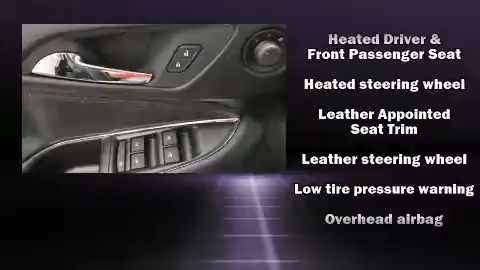 Heated Driver &
Front Passenger Seat
Heated steering wheel
Leather Appointed
Seat Trim
Leather steering wheel
Low tire pressure warning
Overhead airbag